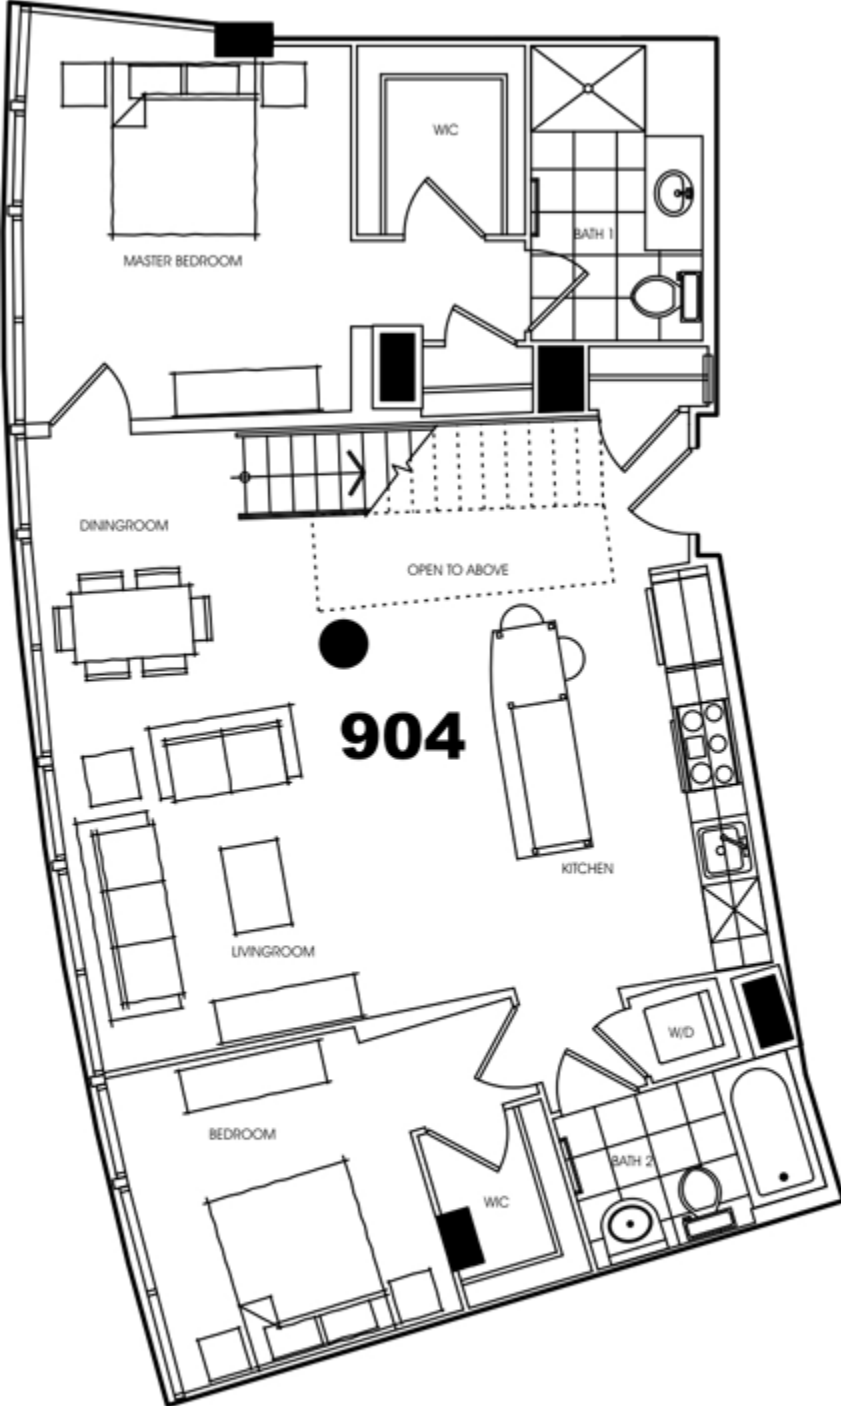 WIC
BATH 1
MASTER BEDROOM
DININGROOM
OPEN TO ABOVE
904
KITCHEN
LIVINGROOM
W/D
BEDROOM
BATH 2
WIC